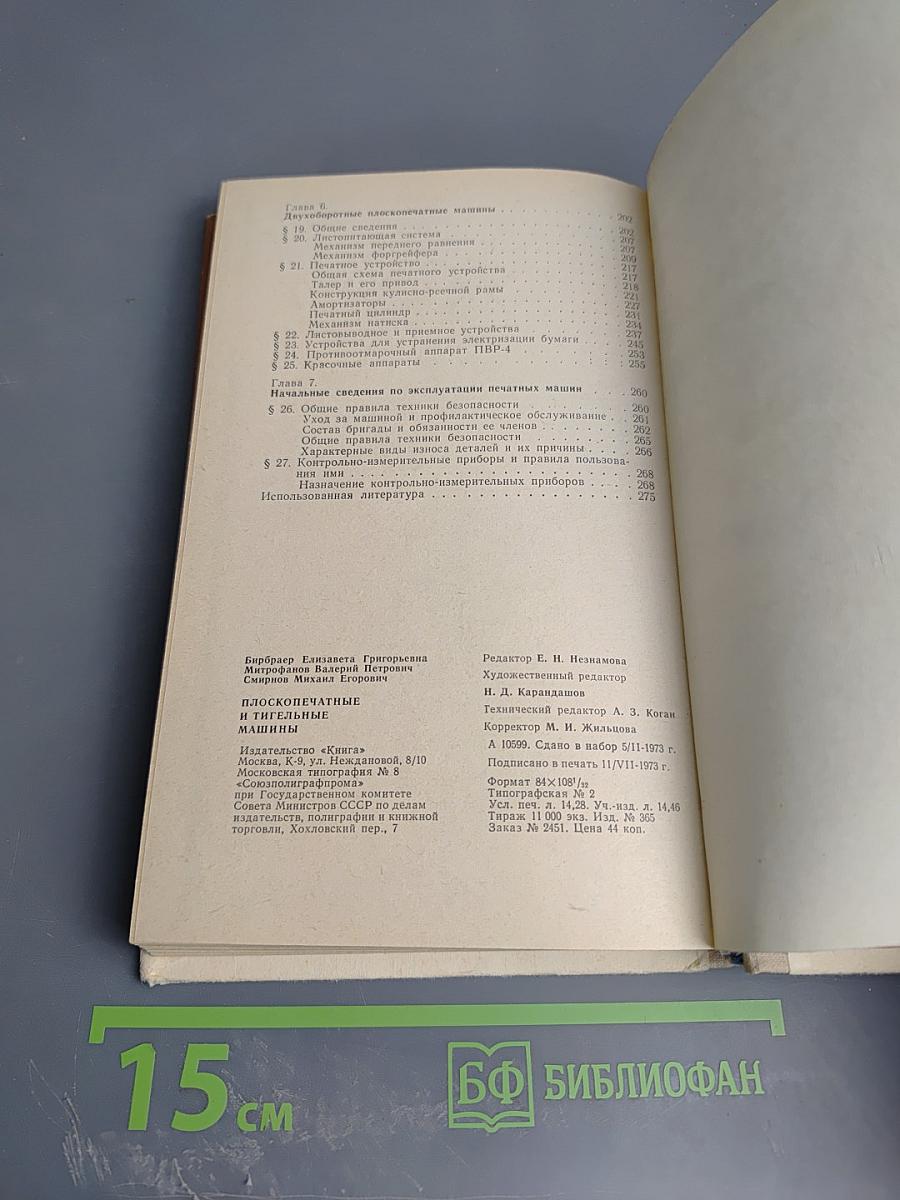 Глава 6.
Двухоборотные плоскопечатные машины . . . . . . . . . . . . 202
§ 19. Общие сведения . . . . . . . . . . . . . . . . . 202
§ 20. Листопитающая система . . . . . . . . . . . . . 207
Механизм переднего равнения . . . . . . . . . . 207
Механизм форгрейфера . . . . . . . . . . . . . 209
§ 21. Печатное устройство . . . . . . . . . . . . . . 217
Общая схема печатного устройства . . . . . . . . 217
Талер и его привод . . . . . . . . . . . . . . . 218
Конструкция кулисно-реечной рамы . . . . . . . . 221
Амортизаторы . . . . . . . . . . . . . . . . . 227
Печатный цилиндр . . . . . . . . . . . . . . . 231
Механизм натиска . . . . . . . . . . . . . . . 234
§ 22. Листовыводное и приемное устройства . . . . . . . 237
§ 23. Устройства для устранения электризации бумаги . . . . 245
§ 24. Противоотмарочный аппарат ПВР-4 . . . . . . . . 253
§ 25. Красочные аппараты . . . . . . . . . . . . . . 255
Глава 7.
Начальные сведения по эксплуатации печатных машин . . . . 260
§ 26. Общие правила техники безопасности . . . . . . . 260
Уход за машиной и профилактическое обслуживание . . 261
Состав бригады и обязанности ее членов . . . . . . . 262
Общие правила техники безопасности . . . . . . . . 265
Характерные виды износа деталей и их причины . . . . 266
§ 27. Контрольно-измерительные приборы и правила пользова-
ния ими . . . . . . . . . . . . . . . . . . . . 268
Назначение контрольно-измерительных приборов . . . . 268
Использованная литература . . . . . . . . . . . . . . . . 275
Бирбраер Елизавета Григорьевна
Митрофанов Валерий Петрович
Смирнов Михаил Егорович
ПЛОСКОПЕЧАТНЫЕ
И ТИГЕЛЬНЫЕ
МАШИНЫ
Издательство «Книга»
Москва, К-9, ул. Неждановой, 8/10
Московская типография № 8
«Союзполиграфпрома»
при Государственном комитете
Совета Министров СССР по делам
издательств, полиграфии и книжной
торговли, Хохловский пер., 7
Редактор Е. Н. Незнамова
Художественный редактор
Н. Д. Карандашов
Технический редактор А. З. Коган
Корректор М. И. Жильцова
А 10599. Сдано в набор 5/II-1973 г.
Подписано в печать 11/VII-1973 г.
Формат 84×108¹/₃₂
Типографская № 2
Усл. печ. л. 14,28. Уч.-изд. л. 14,46
Тираж 11 000 экз. Изд. № 365
Заказ № 2451. Цена 44 коп.
15 см
БФ БИБЛИОФАН